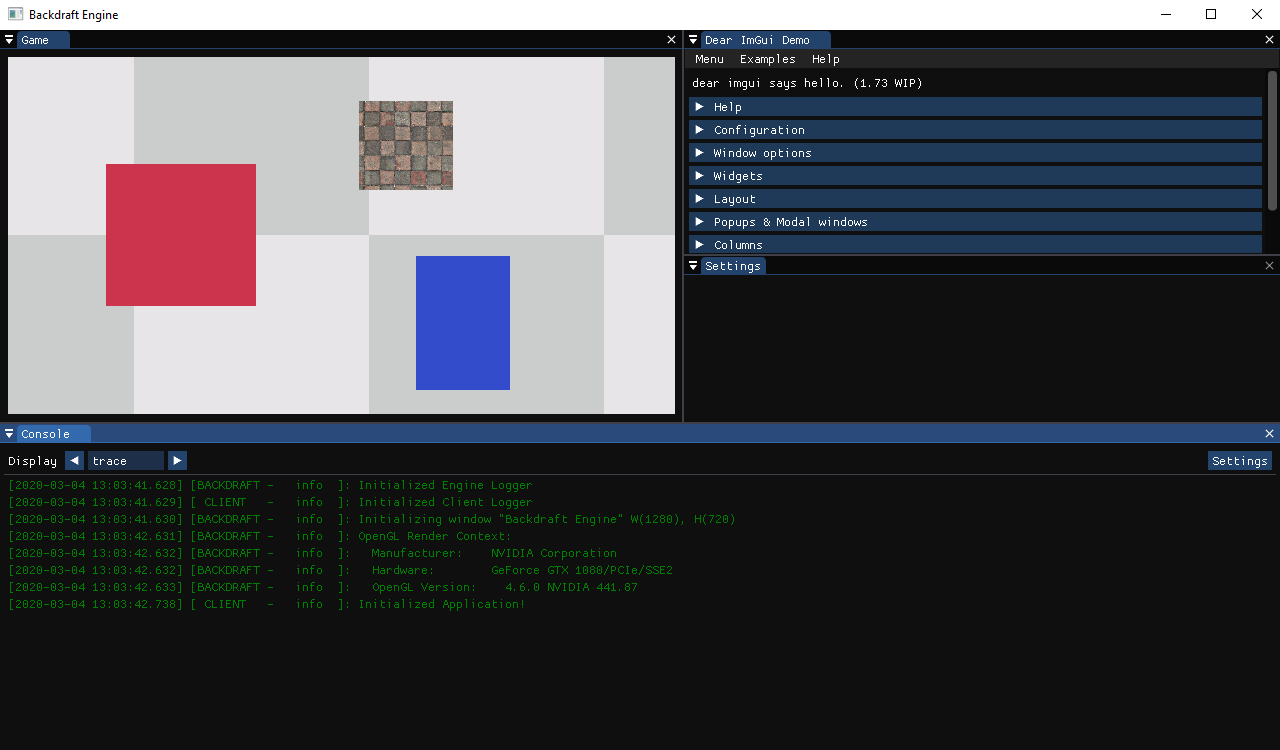 Backdraft Engine
Game
Dear ImGui Demo
Menu Examples Help
dear imgui says hello. (1.73 WIP)
Help
Configuration
Window options
Widgets
Layout
Popups & Modal windows
Columns
Settings
Console
Display trace Settings
[2020-03-04 13:03:41.628] [BACKDRAFT - info ]: Initialized Engine Logger
[2020-03-04 13:03:41.629] [ CLIENT - info ]: Initialized Client Logger
[2020-03-04 13:03:41.630] [BACKDRAFT - info ]: Initializing window "Backdraft Engine" W(1280), H(720)
[2020-03-04 13:03:42.631] [BACKDRAFT - info ]: OpenGL Render Context:
[2020-03-04 13:03:42.632] [BACKDRAFT - info ]: Manufacturer: NVIDIA Corporation
[2020-03-04 13:03:42.632] [BACKDRAFT - info ]: Hardware: GeForce GTX 1080/PCIe/SSE2
[2020-03-04 13:03:42.633] [BACKDRAFT - info ]: OpenGL Version: 4.6.0 NVIDIA 441.87
[2020-03-04 13:03:42.738] [ CLIENT - info ]: Initialized Application!